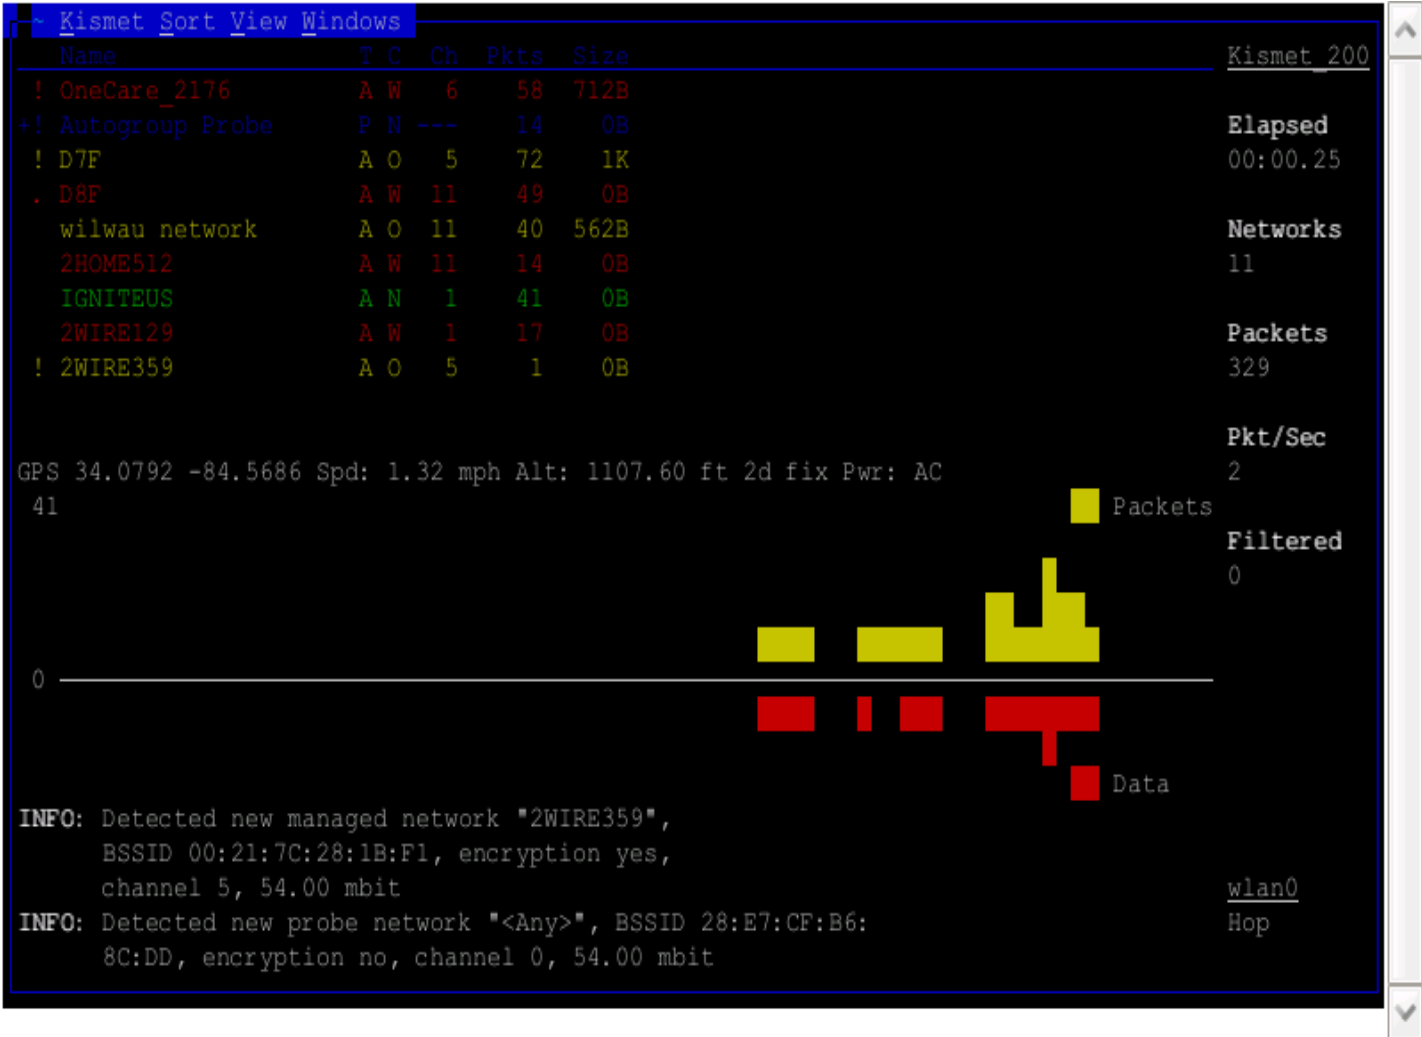 ~ Kismet Sort View Windows
Name T C Ch Pkts Size
Kismet_200
! OneCare_2176 A W 6 58 712B
+! Autogroup Probe P N --- 14 0B
Elapsed
! D7F A O 5 72 1K
00:00.25
. D8F A W 11 49 0B
wilwau network A O 11 40 562B
Networks
2HOME512 A W 11 14 0B
11
IGNITEUS A N 1 41 0B
2WIRE129 A W 1 17 0B
Packets
! 2WIRE359 A O 5 1 0B
329
Pkt/Sec
GPS 34.0792 -84.5686 Spd: 1.32 mph Alt: 1107.60 ft 2d fix Pwr: AC
2
41
Packets
Filtered
0
0
Data
INFO: Detected new managed network "2WIRE359",
BSSID 00:21:7C:28:1B:F1, encryption yes,
channel 5, 54.00 mbit
wlan0
INFO: Detected new probe network "<Any>", BSSID 28:E7:CF:B6:
Hop
8C:DD, encryption no, channel 0, 54.00 mbit